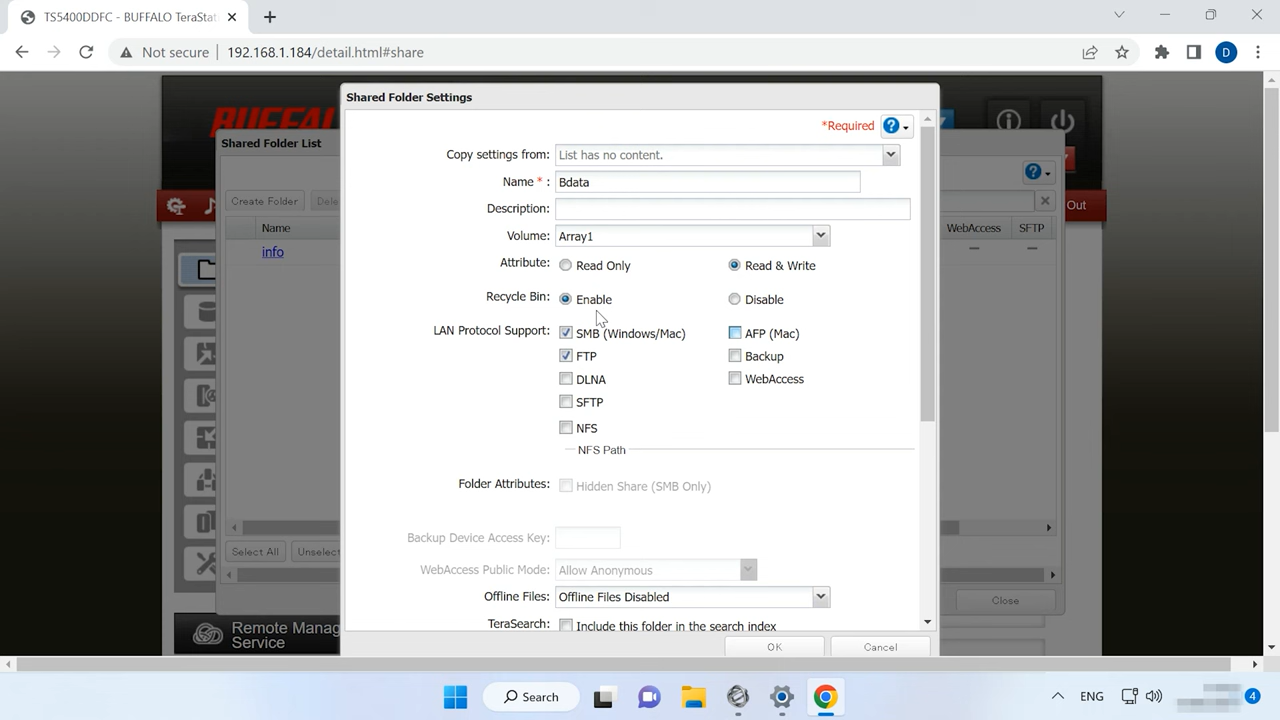 TS5400DDFC - BUFFALO TeraStat
Not secure 192.168.1.184/detail.html#share D
BUFFALO
Shared Folder List
Create Folder Dele
Name WebAccess SFTP
info — —
Select All Unselec
Close
Out
Remote Manag
Service
Shared Folder Settings
*Required
Copy settings from: List has no content.
Name * : Bdata
Description:
Volume: Array1
Attribute: Read Only Read & Write
Recycle Bin: Enable Disable
LAN Protocol Support: SMB (Windows/Mac) AFP (Mac)
FTP Backup
DLNA WebAccess
SFTP
NFS
NFS Path
Folder Attributes: Hidden Share (SMB Only)
Backup Device Access Key:
WebAccess Public Mode: Allow Anonymous
Offline Files: Offline Files Disabled
TeraSearch: Include this folder in the search index
OK Cancel
Search ENG 4